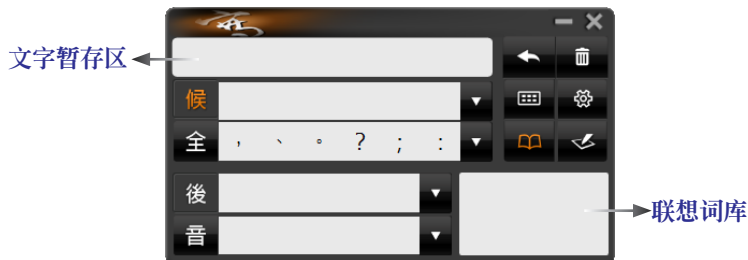 文字暂存区
候
全 ， 、 。 ？ ； ：
後
联想词库
音